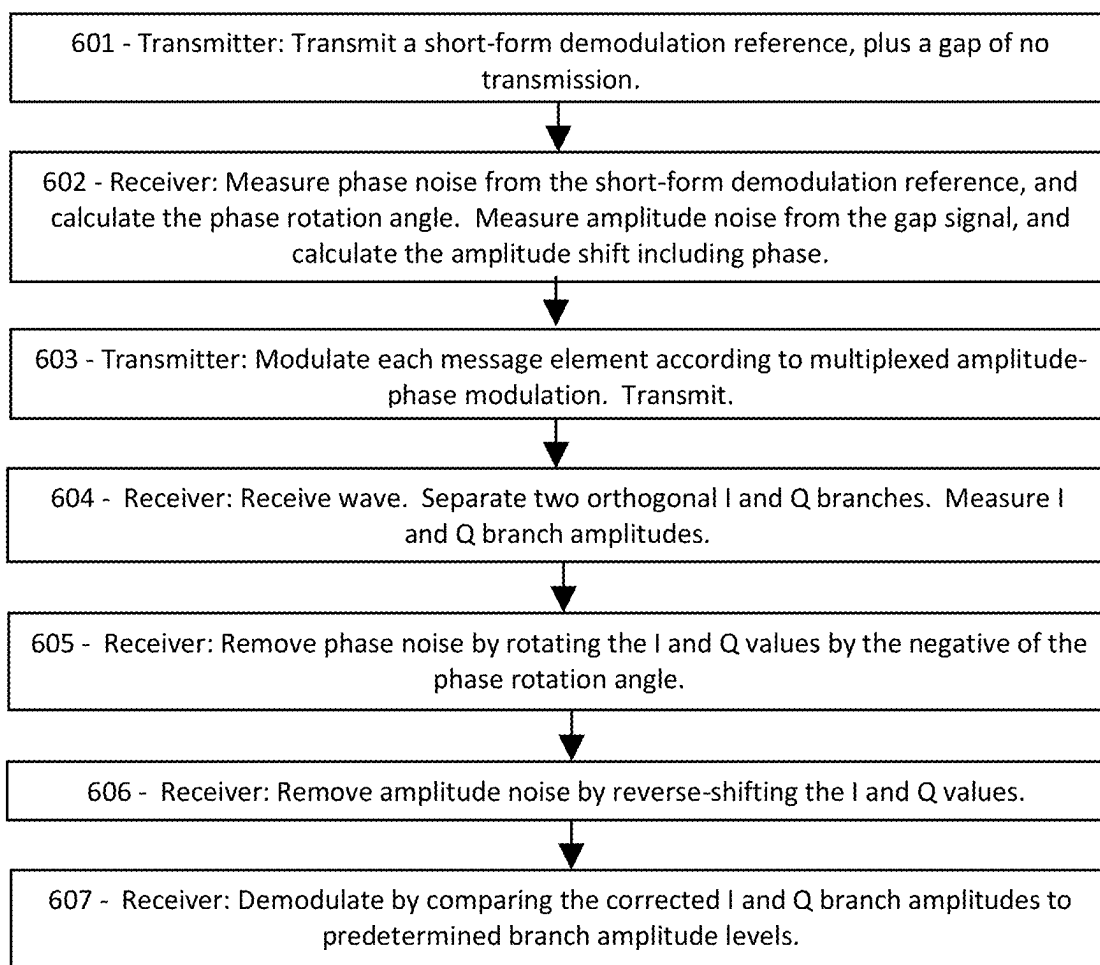 601 - Transmitter: Transmit a short-form demodulation reference, plus a gap of no
transmission.
602 - Receiver: Measure phase noise from the short-form demodulation reference, and
calculate the phase rotation angle.  Measure amplitude noise from the gap signal, and
calculate the amplitude shift including phase.
603 - Transmitter: Modulate each message element according to multiplexed amplitude-
phase modulation.  Transmit.
604 -  Receiver: Receive wave.  Separate two orthogonal I and Q branches.  Measure I
and Q branch amplitudes.
605 -  Receiver: Remove phase noise by rotating the I and Q values by the negative of the
phase rotation angle.
606 -  Receiver: Remove amplitude noise by reverse-shifting the I and Q values.
607 -  Receiver: Demodulate by comparing the corrected I and Q branch amplitudes to
predetermined branch amplitude levels.